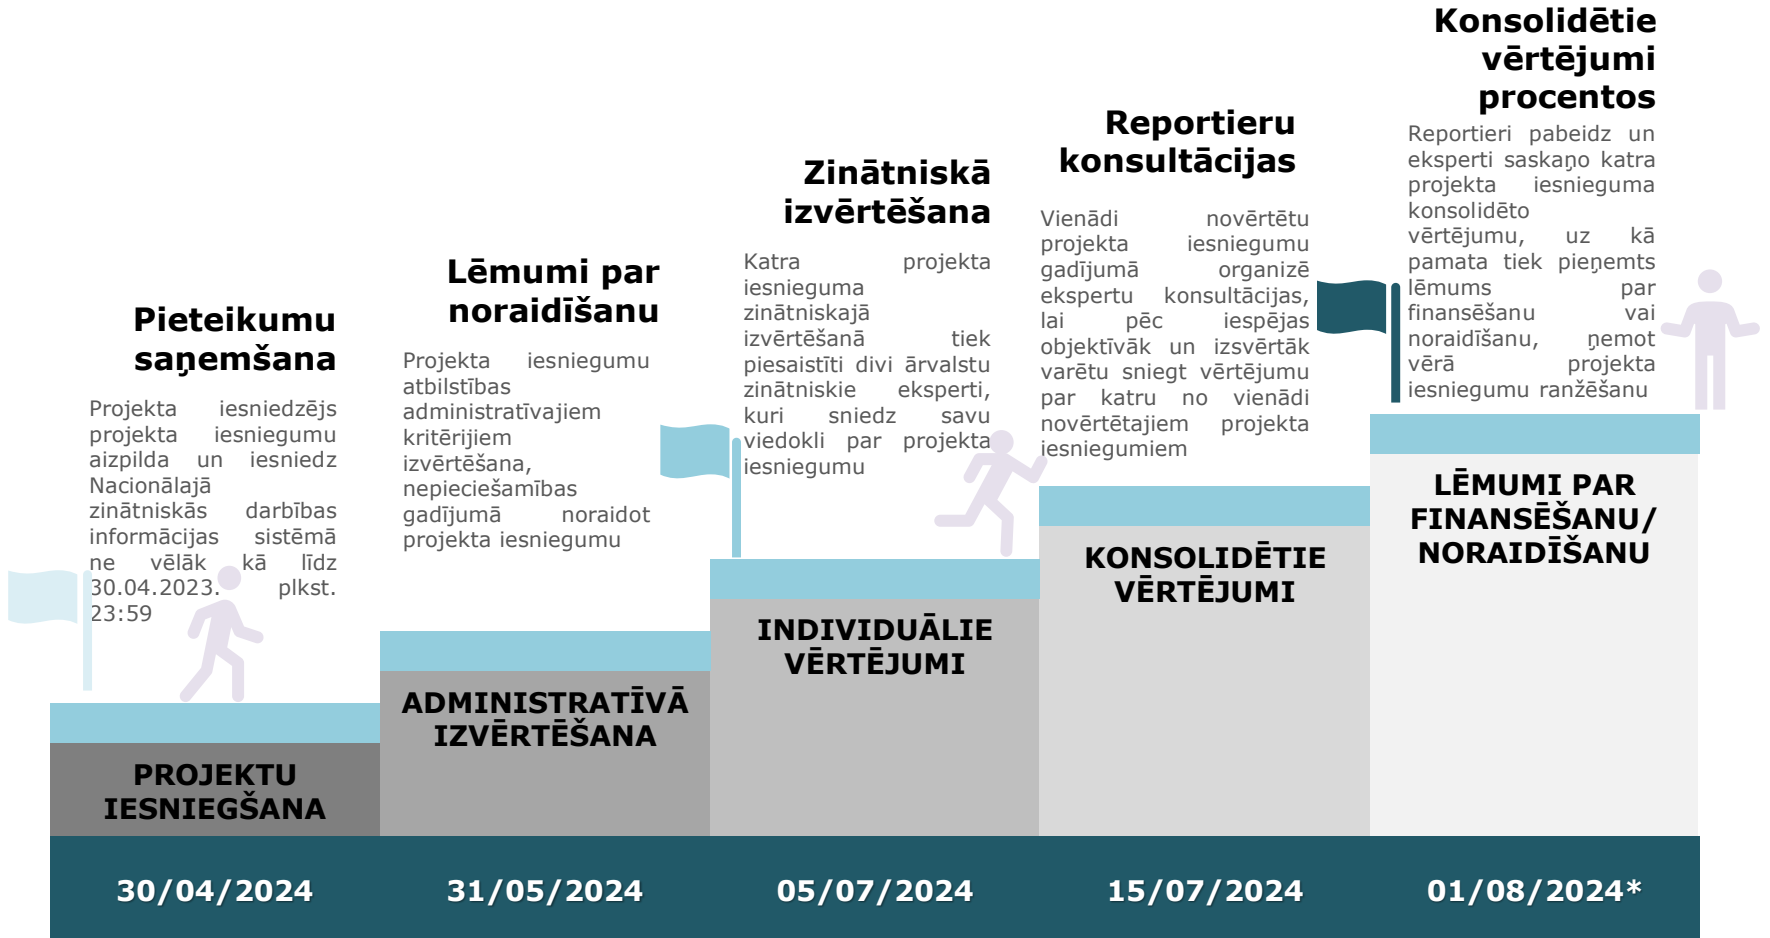 Pieteikumu
saņemšana
Projekta iesniedzējs
projekta iesniegumu
aizpilda un iesniedz
Nacionālajā
zinātniskās darbības
informācijas sistēmā
ne vēlāk kā līdz
30.04.2023. plkst.
23:59
PROJEKTU
IESNIEGŠANA
30/04/2024
Lēmumi par
noraidīšanu
Projekta iesniegumu
atbilstības
administratīvajiem
kritērijiem
izvērtēšana,
nepieciešamības
gadījumā noraidot
projekta iesniegumu
ADMINISTRATĪVĀ
IZVĒRTĒŠANA
31/05/2024
Zinātniskā
izvērtēšana
Katra projekta
iesnieguma
zinātniskajā
izvērtēšanā tiek
piesaistīti divi ārvalstu
zinātniskie eksperti,
kuri sniedz savu
viedokli par projekta
iesniegumu
INDIVIDUĀLIE
VĒRTĒJUMI
05/07/2024
Reportieru
konsultācijas
Vienādi novērtētu
projekta iesniegumu
gadījumā organizē
ekspertu konsultācijas,
lai pēc iespējas
objektīvāk un izsvērtāk
varētu sniegt vērtējumu
par katru no vienādi
novērtētajiem projekta
iesniegumiem
KONSOLIDĒTIE
VĒRTĒJUMI
15/07/2024
Konsolidētie
vērtējumi
procentos
Reportieri pabeidz un
eksperti saskaņo katra
projekta iesnieguma
konsolidēto
vērtējumu, uz kā
pamata tiek pieņemts
lēmums par
finansēšanu vai
noraidīšanu, ņemot
vērā projekta
iesniegumu ranžēšanu
LĒMUMI PAR
FINANSĒŠANU/
NORAIDĪŠANU
01/08/2024*